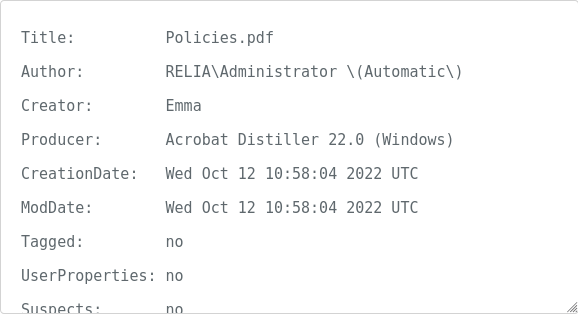 Title:          Policies.pdf
Author:         RELIA\Administrator \(Automatic\)
Creator:        Emma
Producer:       Acrobat Distiller 22.0 (Windows)
CreationDate:   Wed Oct 12 10:58:04 2022 UTC
ModDate:        Wed Oct 12 10:58:04 2022 UTC
Tagged:         no
UserProperties: no
Suspects:       no